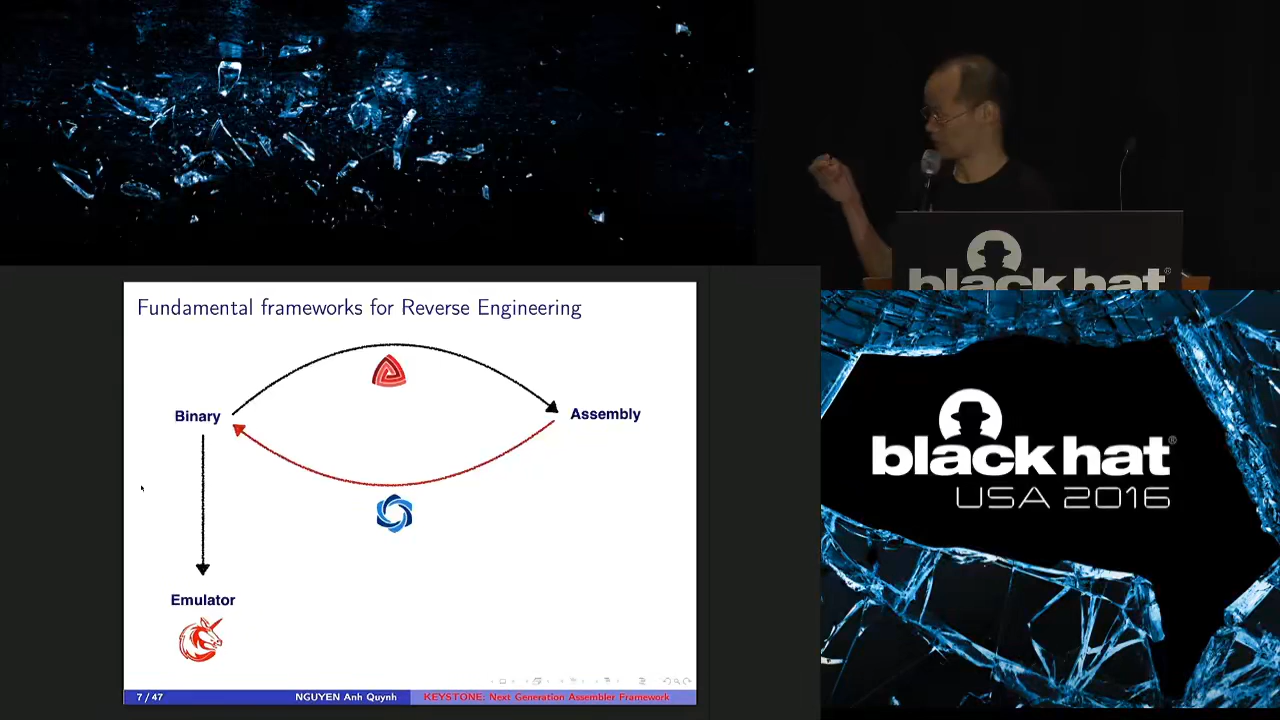 black hat®
Fundamental frameworks for Reverse Engineering
Binary
Assembly
Emulator
7 / 47
NGUYEN Anh Quynh
KEYSTONE: Next Generation Assembler Framework
black hat®
USA 2016